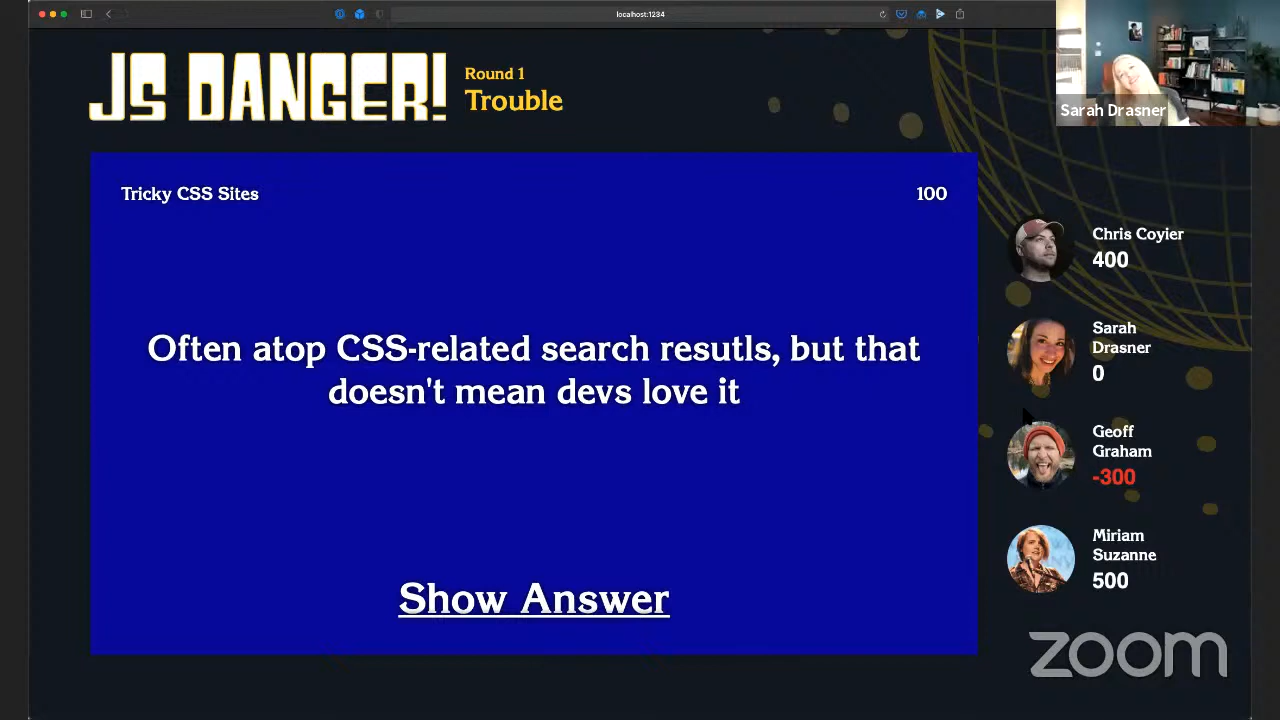 localhost:1234
JS DANGER!
Round 1
Trouble
Sarah Drasner
Tricky CSS Sites
100
Often atop CSS-related search resutls, but that
doesn't mean devs love it
Show Answer
Chris Coyier
400
Sarah
Drasner
0
Geoff
Graham
-300
Miriam
Suzanne
500
zoom